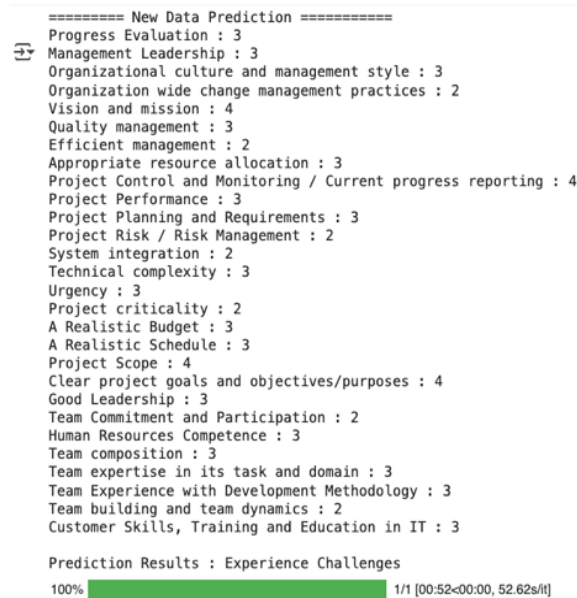 ========= New Data Prediction ===========
Progress Evaluation : 3
Management Leadership : 3
Organizational culture and management style : 3
Organization wide change management practices : 2
Vision and mission : 4
Quality management : 3
Efficient management : 2
Appropriate resource allocation : 3
Project Control and Monitoring / Current progress reporting : 4
Project Performance : 3
Project Planning and Requirements : 3
Project Risk / Risk Management : 2
System integration : 2
Technical complexity : 3
Urgency : 3
Project criticality : 2
A Realistic Budget : 3
A Realistic Schedule : 3
Project Scope : 4
Clear project goals and objectives/purposes : 4
Good Leadership : 3
Team Commitment and Participation : 2
Human Resources Competence : 3
Team composition : 3
Team expertise in its task and domain : 3
Team Experience with Development Methodology : 3
Team building and team dynamics : 2
Customer Skills, Training and Education in IT : 3
Prediction Results : Experience Challenges
100% 1/1 [00:52<00:00, 52.62s/it]